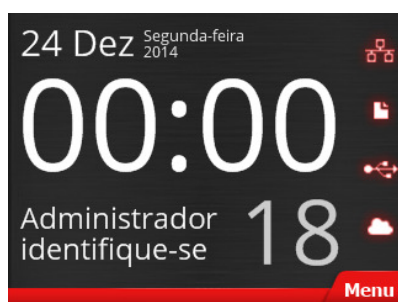 24 Dez Segunda-feira
2014
00:00
Administrador
identifique-se
18
Menu